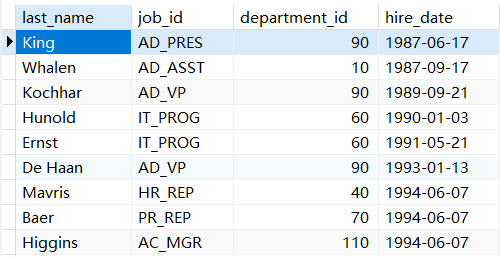 last_name job_id department_id hire_date
King AD_PRES 90 1987-06-17
Whalen AD_ASST 10 1987-09-17
Kochhar AD_VP 90 1989-09-21
Hunold IT_PROG 60 1990-01-03
Ernst IT_PROG 60 1991-05-21
De Haan AD_VP 90 1993-01-13
Mavris HR_REP 40 1994-06-07
Baer PR_REP 70 1994-06-07
Higgins AC_MGR 110 1994-06-07